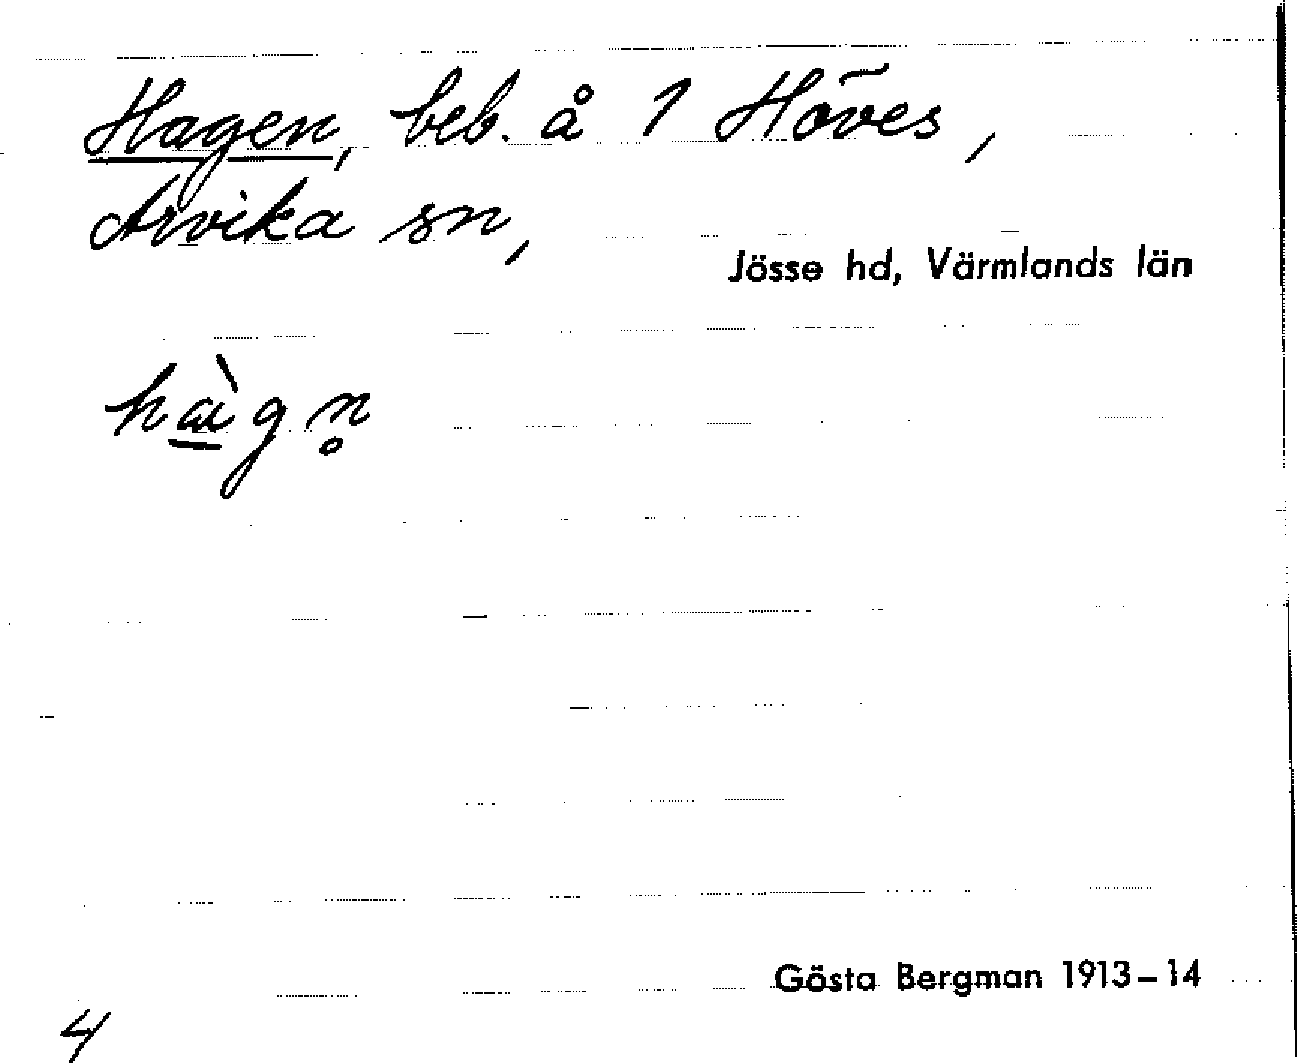 Hagen, beb. å 1 Höves,
Arvika sn,
Jösse hd, Värmlands län
hàgn̥
Gösta Bergman 1913–14
4